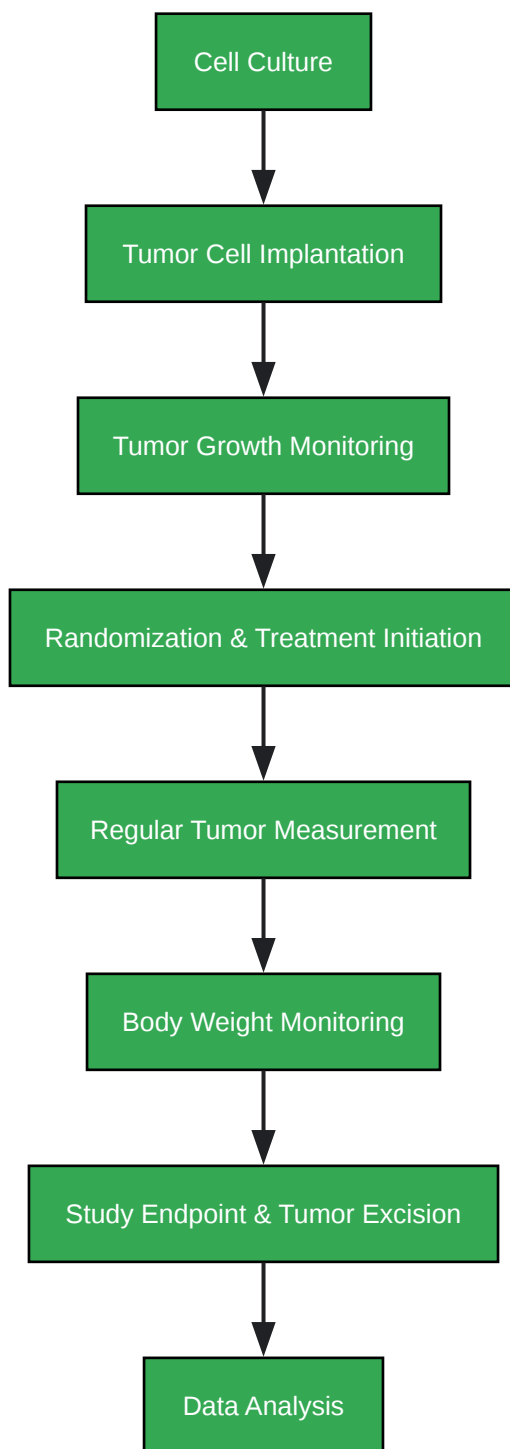 Cell Culture
Tumor Cell Implantation
Tumor Growth Monitoring
Randomization & Treatment Initiation
Regular Tumor Measurement
Body Weight Monitoring
Study Endpoint & Tumor Excision
Data Analysis